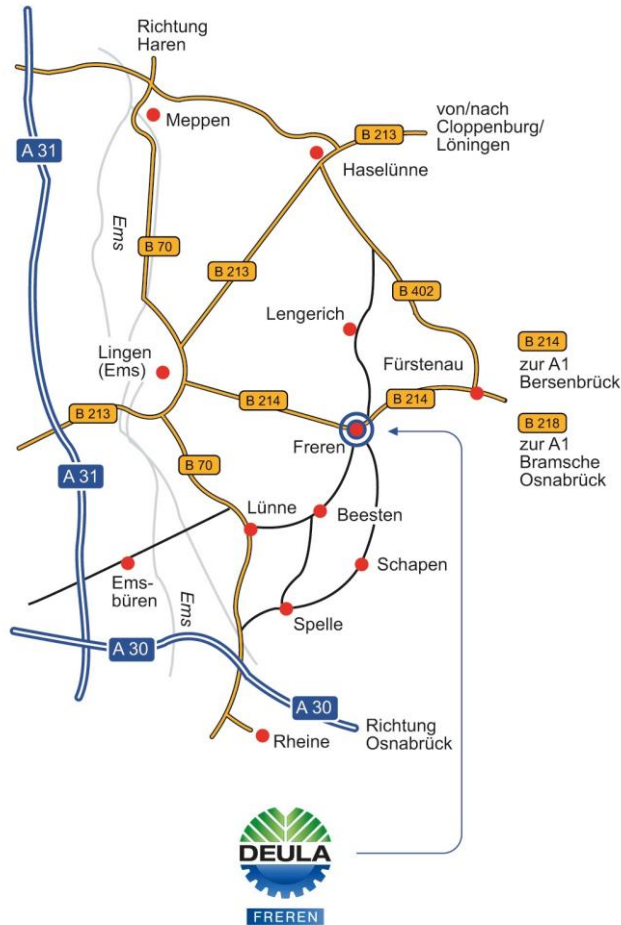 Richtung
Haren
A 31
Meppen
B 213
von/nach
Cloppenburg/
Löningen
Haselünne
Ems
B 70
B 213
B 402
Lengerich
Lingen
(Ems)
Fürstenau
B 214
zur A1
Bersenbrück
B 213
B 214
B 214
B 218
zur A1
Bramsche
Osnabrück
Freren
B 70
A 31
Lünne
Beesten
Schapen
Ems-
büren
Ems
Spelle
A 30
A 30
Richtung
Osnabrück
Rheine
DEULA
FREREN